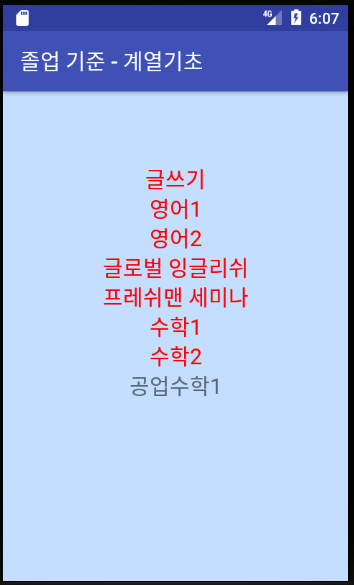 4G 6:07
졸업 기준 - 계열기초
글쓰기
영어1
영어2
글로벌 잉글리쉬
프레쉬맨 세미나
수학1
수학2
공업수학1